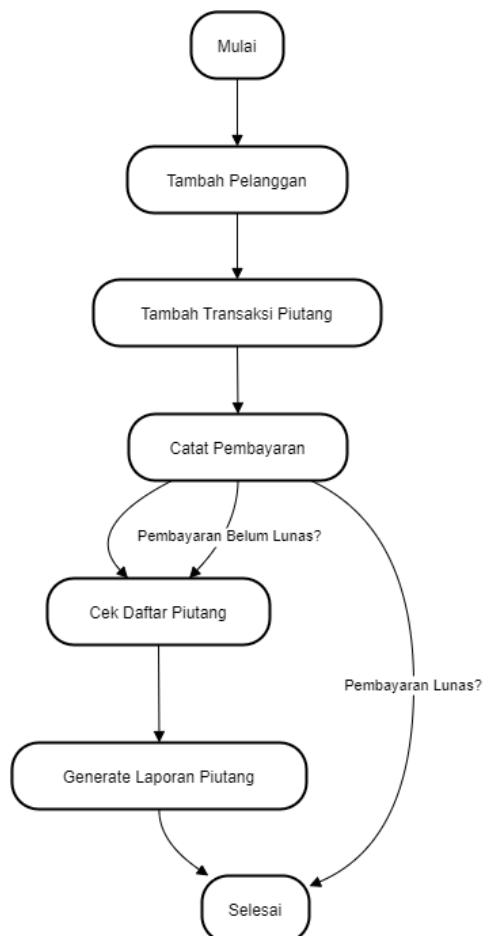 Mulai
Tambah Pelanggan
Tambah Transaksi Piutang
Catat Pembayaran
Pembayaran Belum Lunas?
Cek Daftar Piutang
Pembayaran Lunas?
Generate Laporan Piutang
Selesai